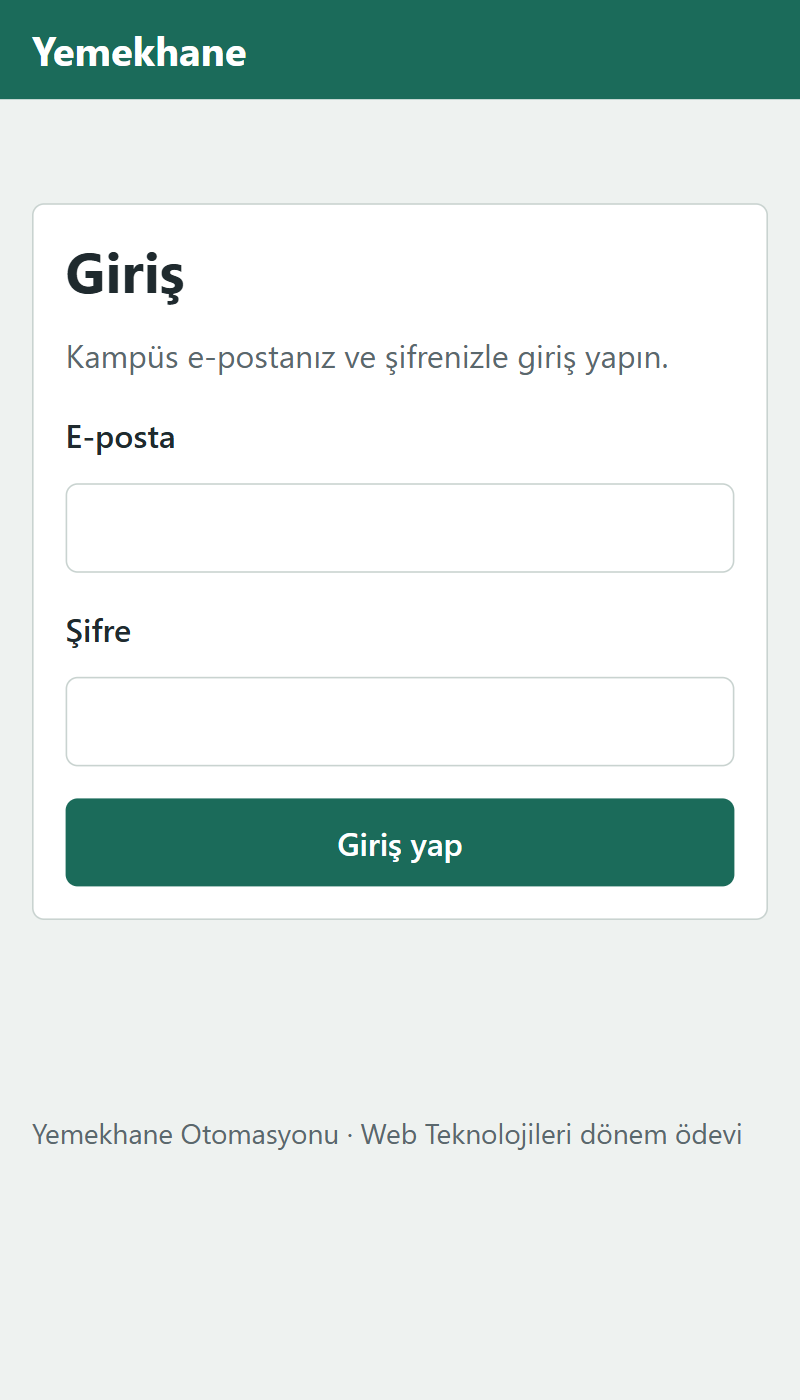 Yemekhane
Giriş
Kampüs e-postanız ve şifrenizle giriş yapın.
E-posta
Şifre
Giriş yap
Yemekhane Otomasyonu · Web Teknolojileri dönem ödevi